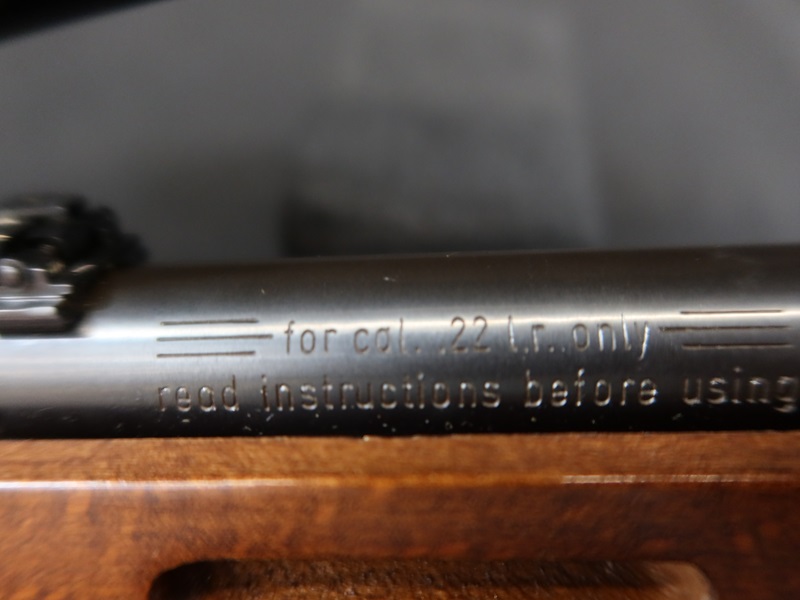 for cal. .22 l.r. only
read instructions before using